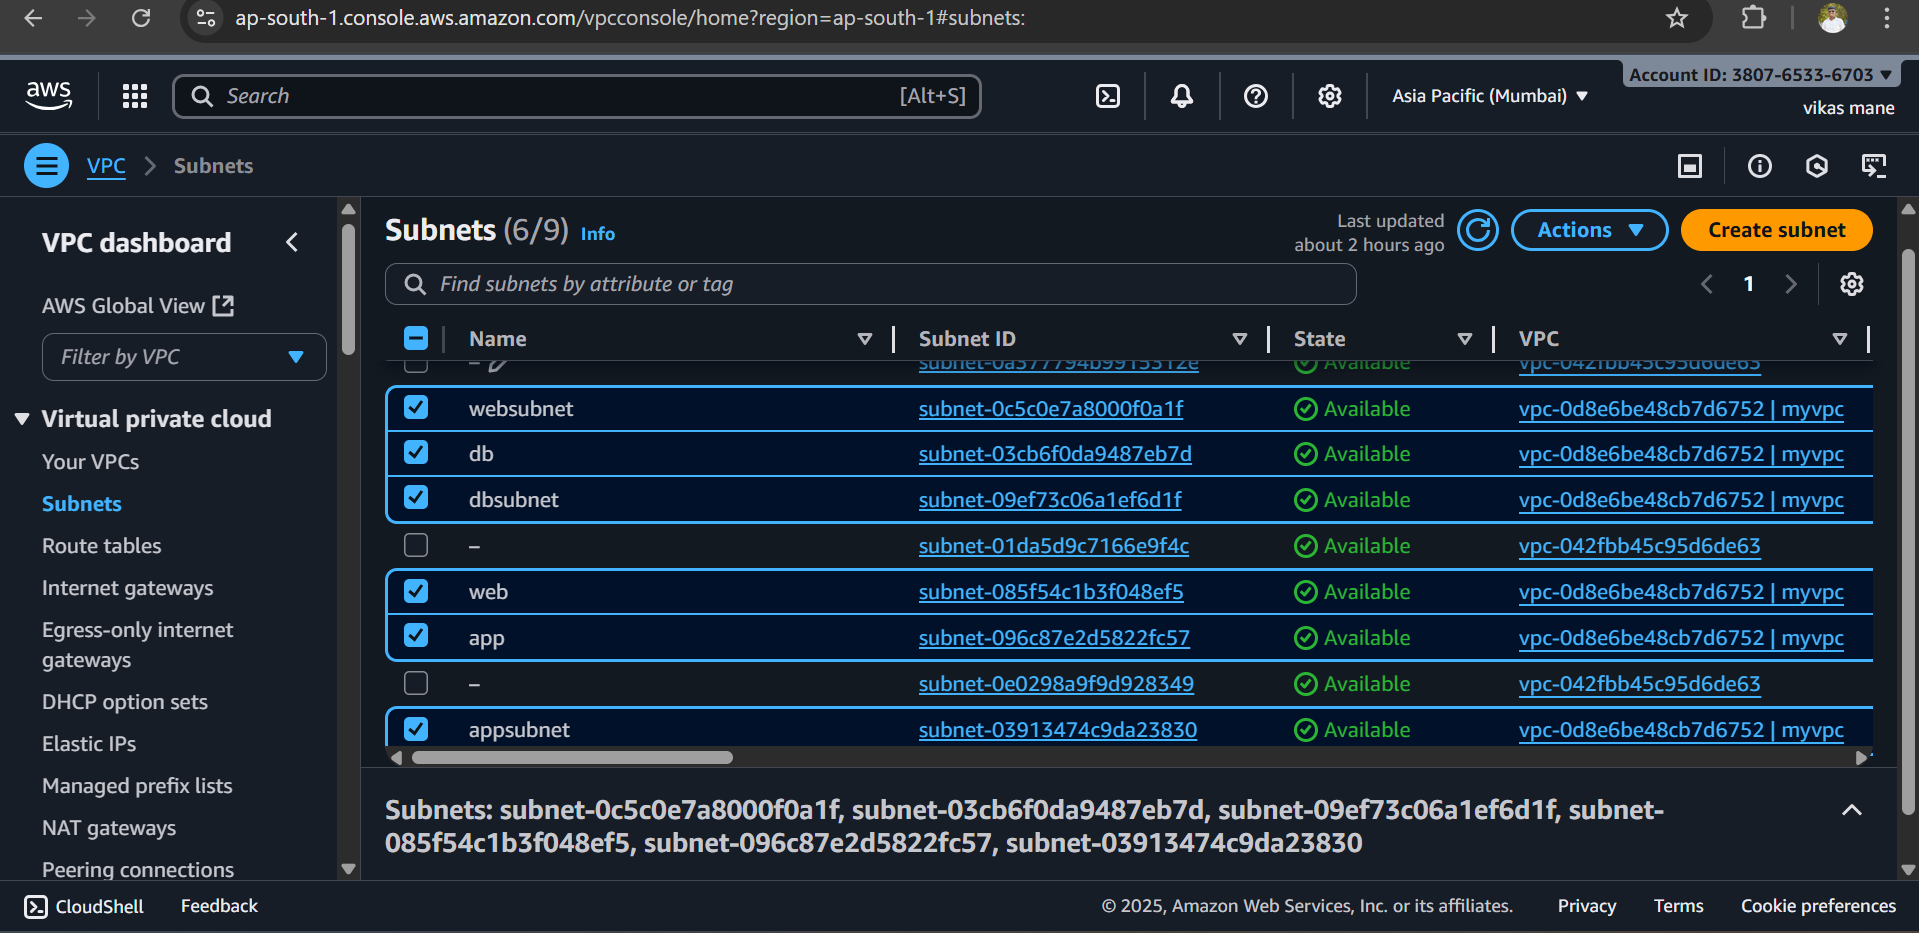 ap-south-1.console.aws.amazon.com/vpcconsole/home?region=ap-south-1#subnets:
aws
Search
[Alt+S]
Asia Pacific (Mumbai)
Account ID: 3807-6533-6703
vikas mane
VPC
Subnets
VPC dashboard
AWS Global View
Filter by VPC
Virtual private cloud
Your VPCs
Subnets
Route tables
Internet gateways
Egress-only internet
gateways
DHCP option sets
Elastic IPs
Managed prefix lists
NAT gateways
Peering connections
Subnets (6/9) Info
Last updated
about 2 hours ago
Actions
Create subnet
Find subnets by attribute or tag
1
Name Subnet ID State VPC
– subnet-0a377794b9915312e Available vpc-042fbb45c95d6de63
websubnet subnet-0c5c0e7a8000f0a1f Available vpc-0d8e6be48cb7d6752 | myvpc
db subnet-03cb6f0da9487eb7d Available vpc-0d8e6be48cb7d6752 | myvpc
dbsubnet subnet-09ef73c06a1ef6d1f Available vpc-0d8e6be48cb7d6752 | myvpc
– subnet-01da5d9c7166e9f4c Available vpc-042fbb45c95d6de63
web subnet-085f54c1b3f048ef5 Available vpc-0d8e6be48cb7d6752 | myvpc
app subnet-096c87e2d5822fc57 Available vpc-0d8e6be48cb7d6752 | myvpc
– subnet-0e0298a9f9d928349 Available vpc-042fbb45c95d6de63
appsubnet subnet-03913474c9da23830 Available vpc-0d8e6be48cb7d6752 | myvpc
Subnets: subnet-0c5c0e7a8000f0a1f, subnet-03cb6f0da9487eb7d, subnet-09ef73c06a1ef6d1f, subnet-
085f54c1b3f048ef5, subnet-096c87e2d5822fc57, subnet-03913474c9da23830
CloudShell
Feedback
© 2025, Amazon Web Services, Inc. or its affiliates.
Privacy
Terms
Cookie preferences